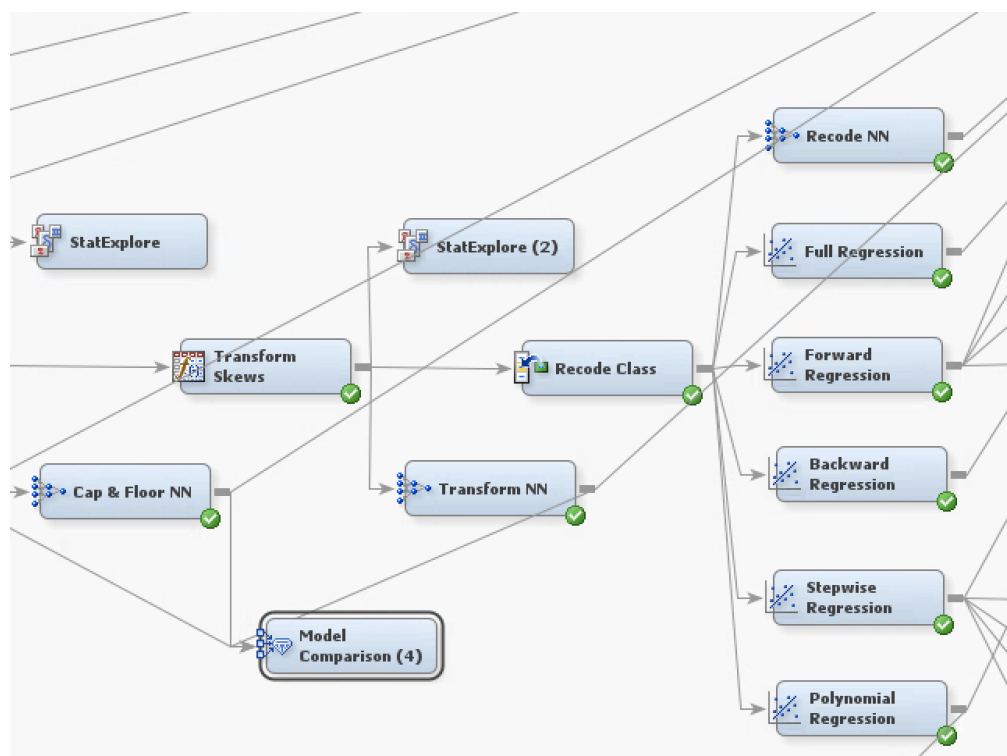 Recode NN
StatExplore
StatExplore (2)
Full Regression
Transform
Skews
Recode Class
Forward
Regression
Cap & Floor NN
Transform NN
Backward
Regression
Model
Comparison (4)
Stepwise
Regression
Polynomial
Regression